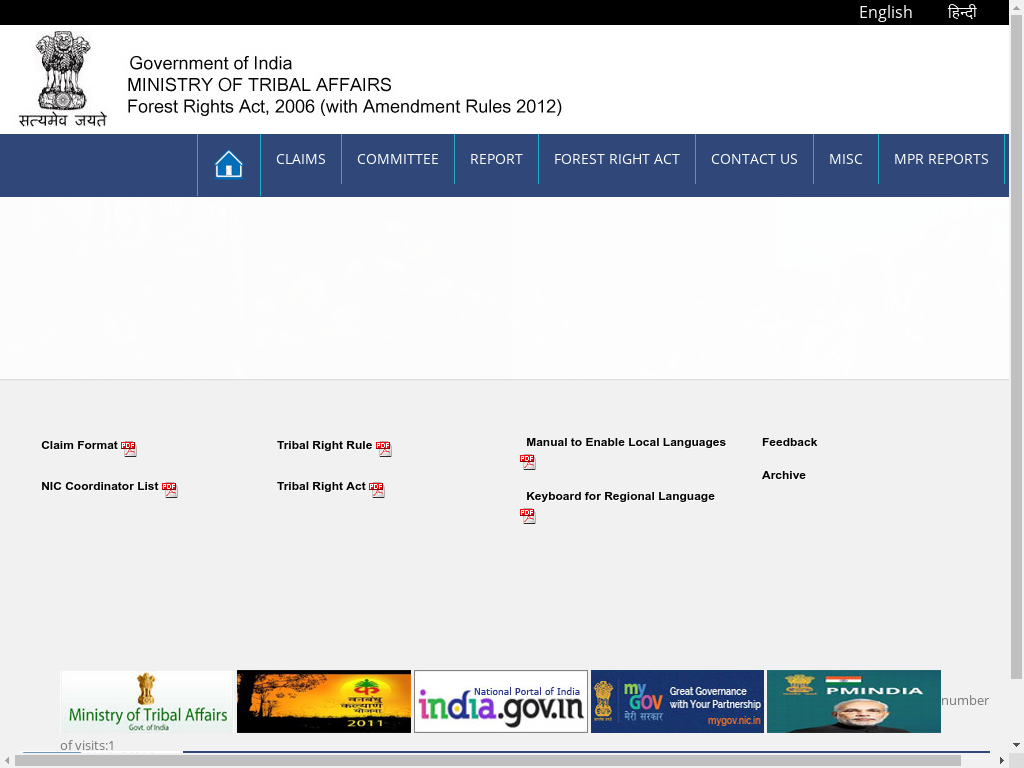 English हिन्दी
Government of India
MINISTRY OF TRIBAL AFFAIRS
Forest Rights Act, 2006 (with Amendment Rules 2012)
सत्यमेव जयते
CLAIMS COMMITTEE REPORT FOREST RIGHT ACT CONTACT US MISC MPR REPORTS
Claim Format PDF
Tribal Right Rule PDF
Manual to Enable Local Languages
PDF
Feedback
NIC Coordinator List PDF
Tribal Right Act PDF
Keyboard for Regional Language
PDF
Archive
Ministry of Tribal Affairs
Govt. of India
वनबंधु
कल्याण
योजना
2011
National Portal of India
india.gov.in
my
GOV
मेरी सरकार
Great Governance
with Your Partnership
mygov.nic.in
PMINDIA
number
of visits:1